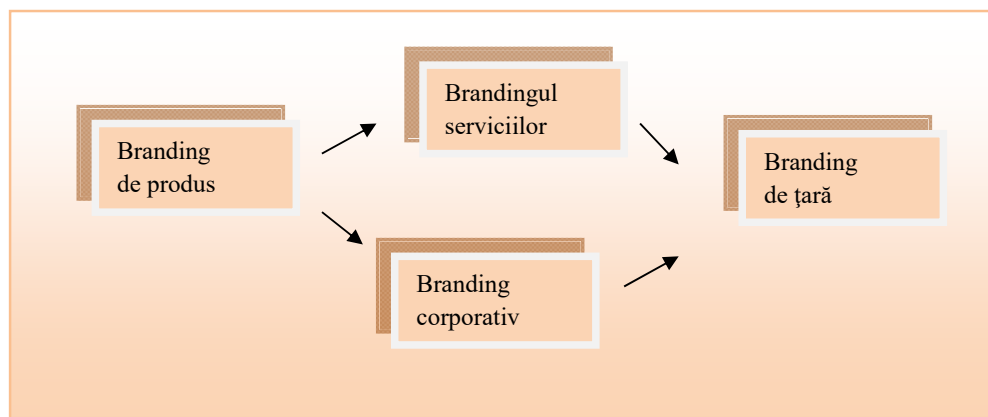 Branding
de produs
Brandingul
serviciilor
Branding
corporativ
Branding
de ţară